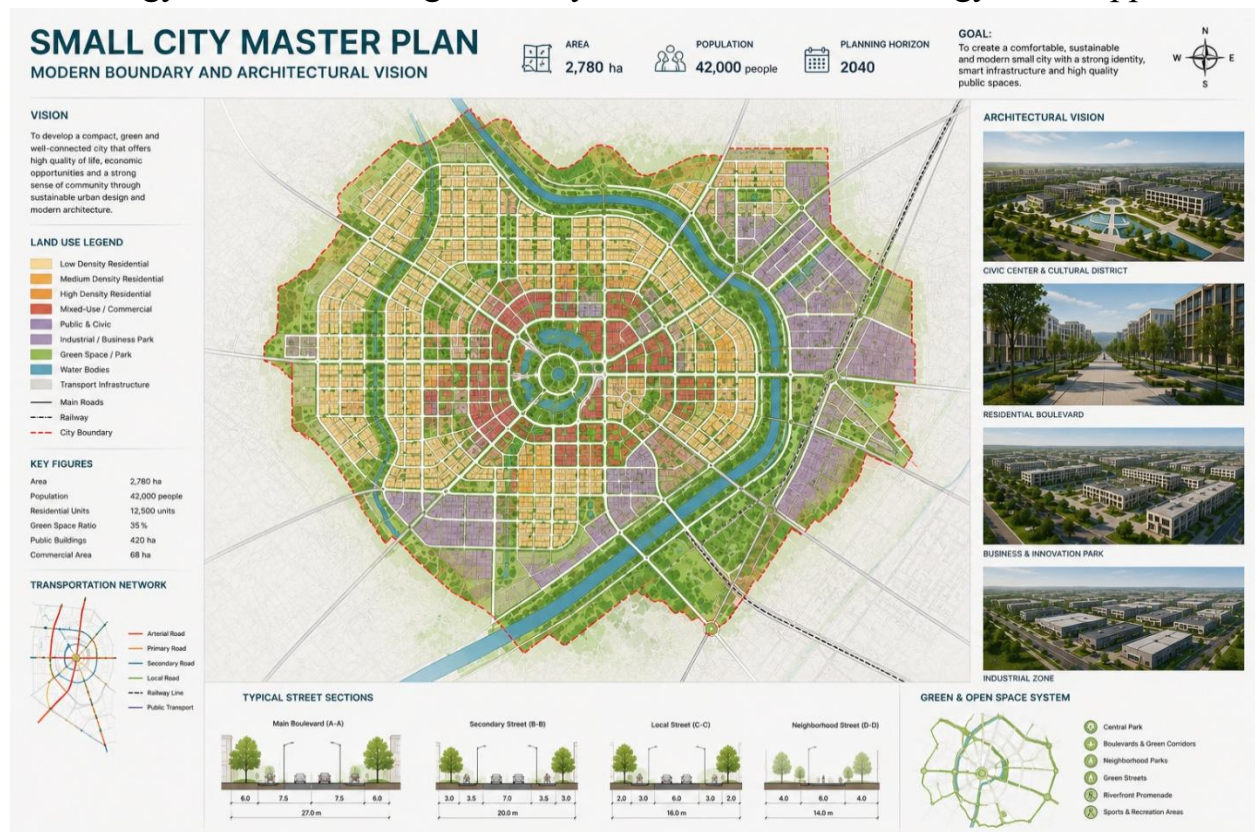 SMALL CITY MASTER PLAN
MODERN BOUNDARY AND ARCHITECTURAL VISION
AREA
2,780 ha
POPULATION
42,000 people
PLANNING HORIZON
2040
GOAL:
To create a comfortable, sustainable
and modern small city with a strong identity,
smart infrastructure and high quality
public spaces.
N
W
E
S
VISION
To develop a compact, green and
well-connected city that offers
high quality of life, economic
opportunities and a strong
sense of community through
sustainable urban design and
modern architecture.
LAND USE LEGEND
Low Density Residential
Medium Density Residential
High Density Residential
Mixed-Use / Commercial
Public & Civic
Industrial / Business Park
Green Space / Park
Water Bodies
Transport Infrastructure
Main Roads
Railway
City Boundary
KEY FIGURES
Area 2,780 ha
Population 42,000 people
Residential Units 12,500 units
Green Space Ratio 35 %
Public Buildings 420 ha
Commercial Area 68 ha
TRANSPORTATION NETWORK
Arterial Road
Primary Road
Secondary Road
Local Road
Railway Line
Public Transport
ARCHITECTURAL VISION
CIVIC CENTER & CULTURAL DISTRICT
RESIDENTIAL BOULEVARD
BUSINESS & INNOVATION PARK
INDUSTRIAL ZONE
TYPICAL STREET SECTIONS
Main Boulevard (A-A)
6.0 7.5 7.5 6.0
27.0 m
Secondary Street (B-B)
3.0 3.5 7.0 3.5 3.0
20.0 m
Local Street (C-C)
2.0 3.0 6.0 3.0 2.0
16.0 m
Neighborhood Street (D-D)
4.0 6.0 4.0
14.0 m
GREEN & OPEN SPACE SYSTEM
Central Park
Boulevards & Green Corridors
Neighborhood Parks
Green Streets
Riverfront Promenade
Sports & Recreation Areas